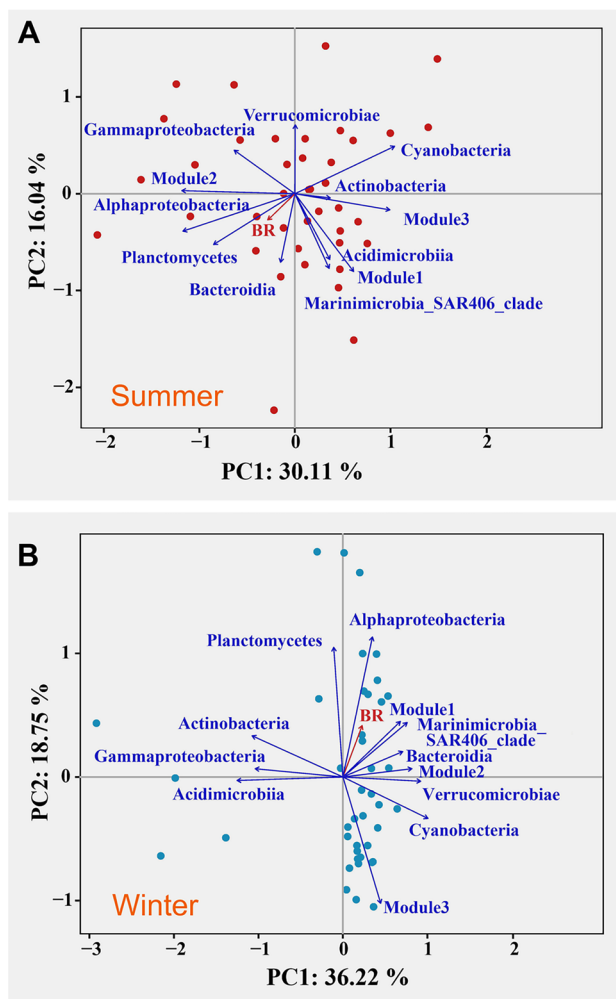 A
1
0
−1
−2
PC2: 16.04 %
Verrucomicrobiae
Gammaproteobacteria
Cyanobacteria
Module2
Actinobacteria
Alphaproteobacteria
Module3
BR
Planctomycetes
Acidimicrobiia
Module1
Bacteroidia
Marinimicrobia_SAR406_clade
Summer
−2
−1
0
1
2
PC1: 30.11 %
B
1
0
−1
PC2: 18.75 %
Alphaproteobacteria
Planctomycetes
Module1
BR
Actinobacteria
Marinimicrobia_
SAR406_clade
Gammaproteobacteria
Bacteroidia
Module2
Acidimicrobiia
Verrucomicrobiae
Cyanobacteria
Winter
Module3
−3
−2
−1
0
1
2
PC1: 36.22 %